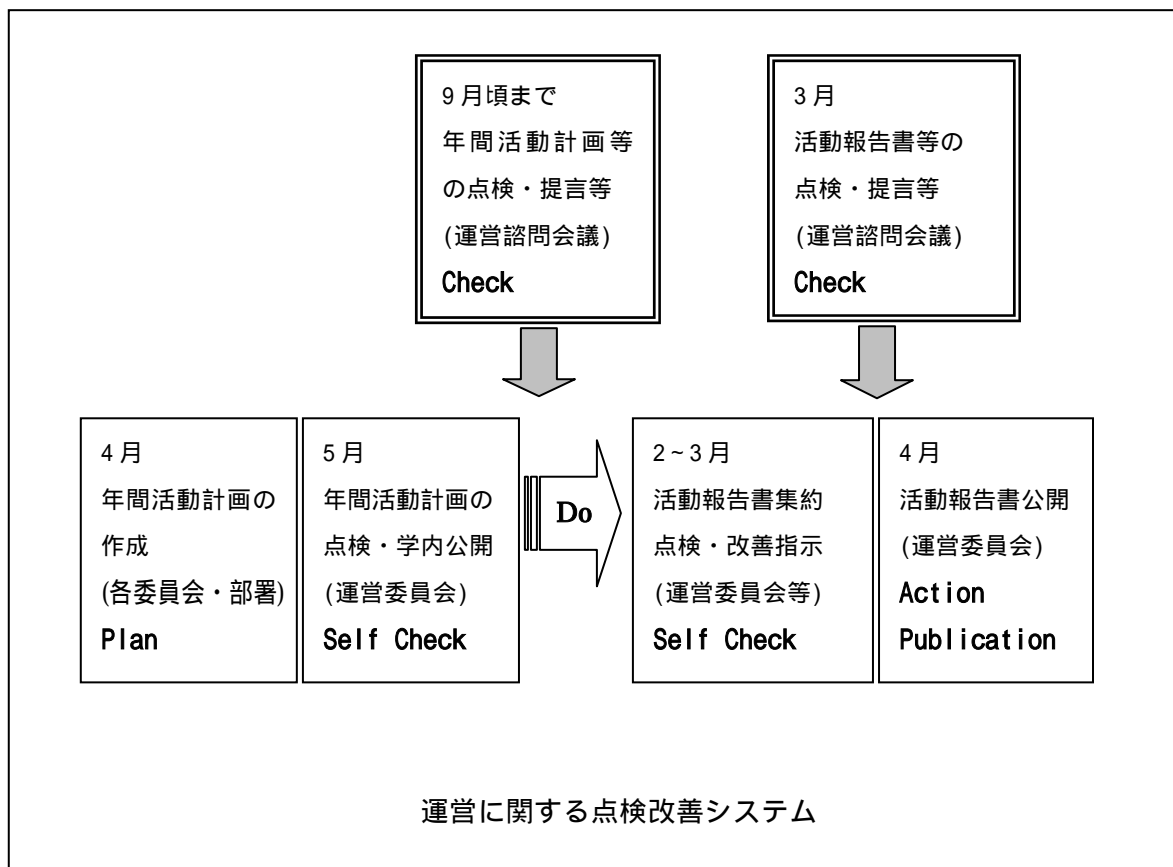 9月頃まで
年間活動計画等
の点検・提言等
(運営諮問会議)
Check
3月
活動報告書等の
点検・提言等
(運営諮問会議)
Check
4月
年間活動計画の
作成
(各委員会・部署)
Plan
5月
年間活動計画の
点検・学内公開
(運営委員会)
Self Check
Do
2~3月
活動報告書集約
点検・改善指示
(運営委員会等)
Self Check
4月
活動報告書公開
(運営委員会)
Action
Publication
運営に関する点検改善システム